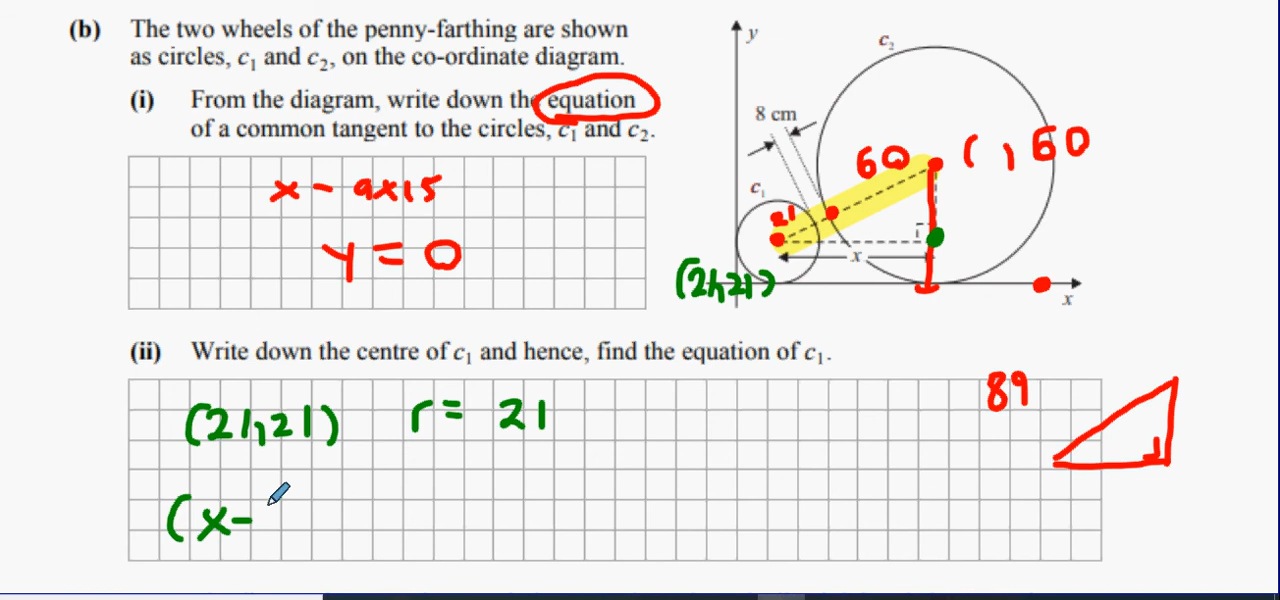 (b) The two wheels of the penny-farthing are shown
as circles, c₁ and c₂, on the co-ordinate diagram.
(i) From the diagram, write down the equation
of a common tangent to the circles, c₁ and c₂.
x - axis
y = 0
y
c₂
8 cm
60
( , 60
c₁
21
x
(21,21)
x
(ii) Write down the centre of c₁ and hence, find the equation of c₁.
89
(21,21) r = 21
(x-